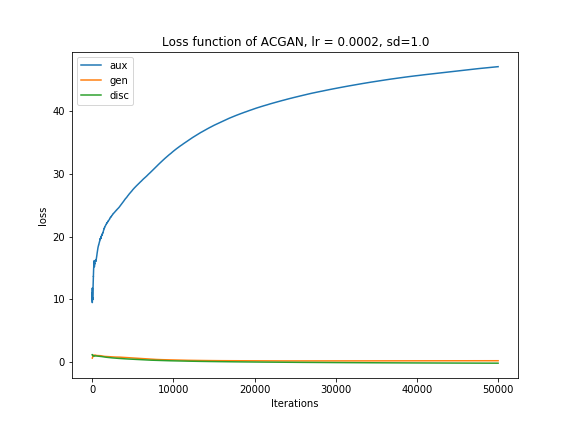 Loss function of ACGAN, lr = 0.0002, sd=1.0
aux
gen
disc
loss
40
30
20
10
0
0 10000 20000 30000 40000 50000
Iterations